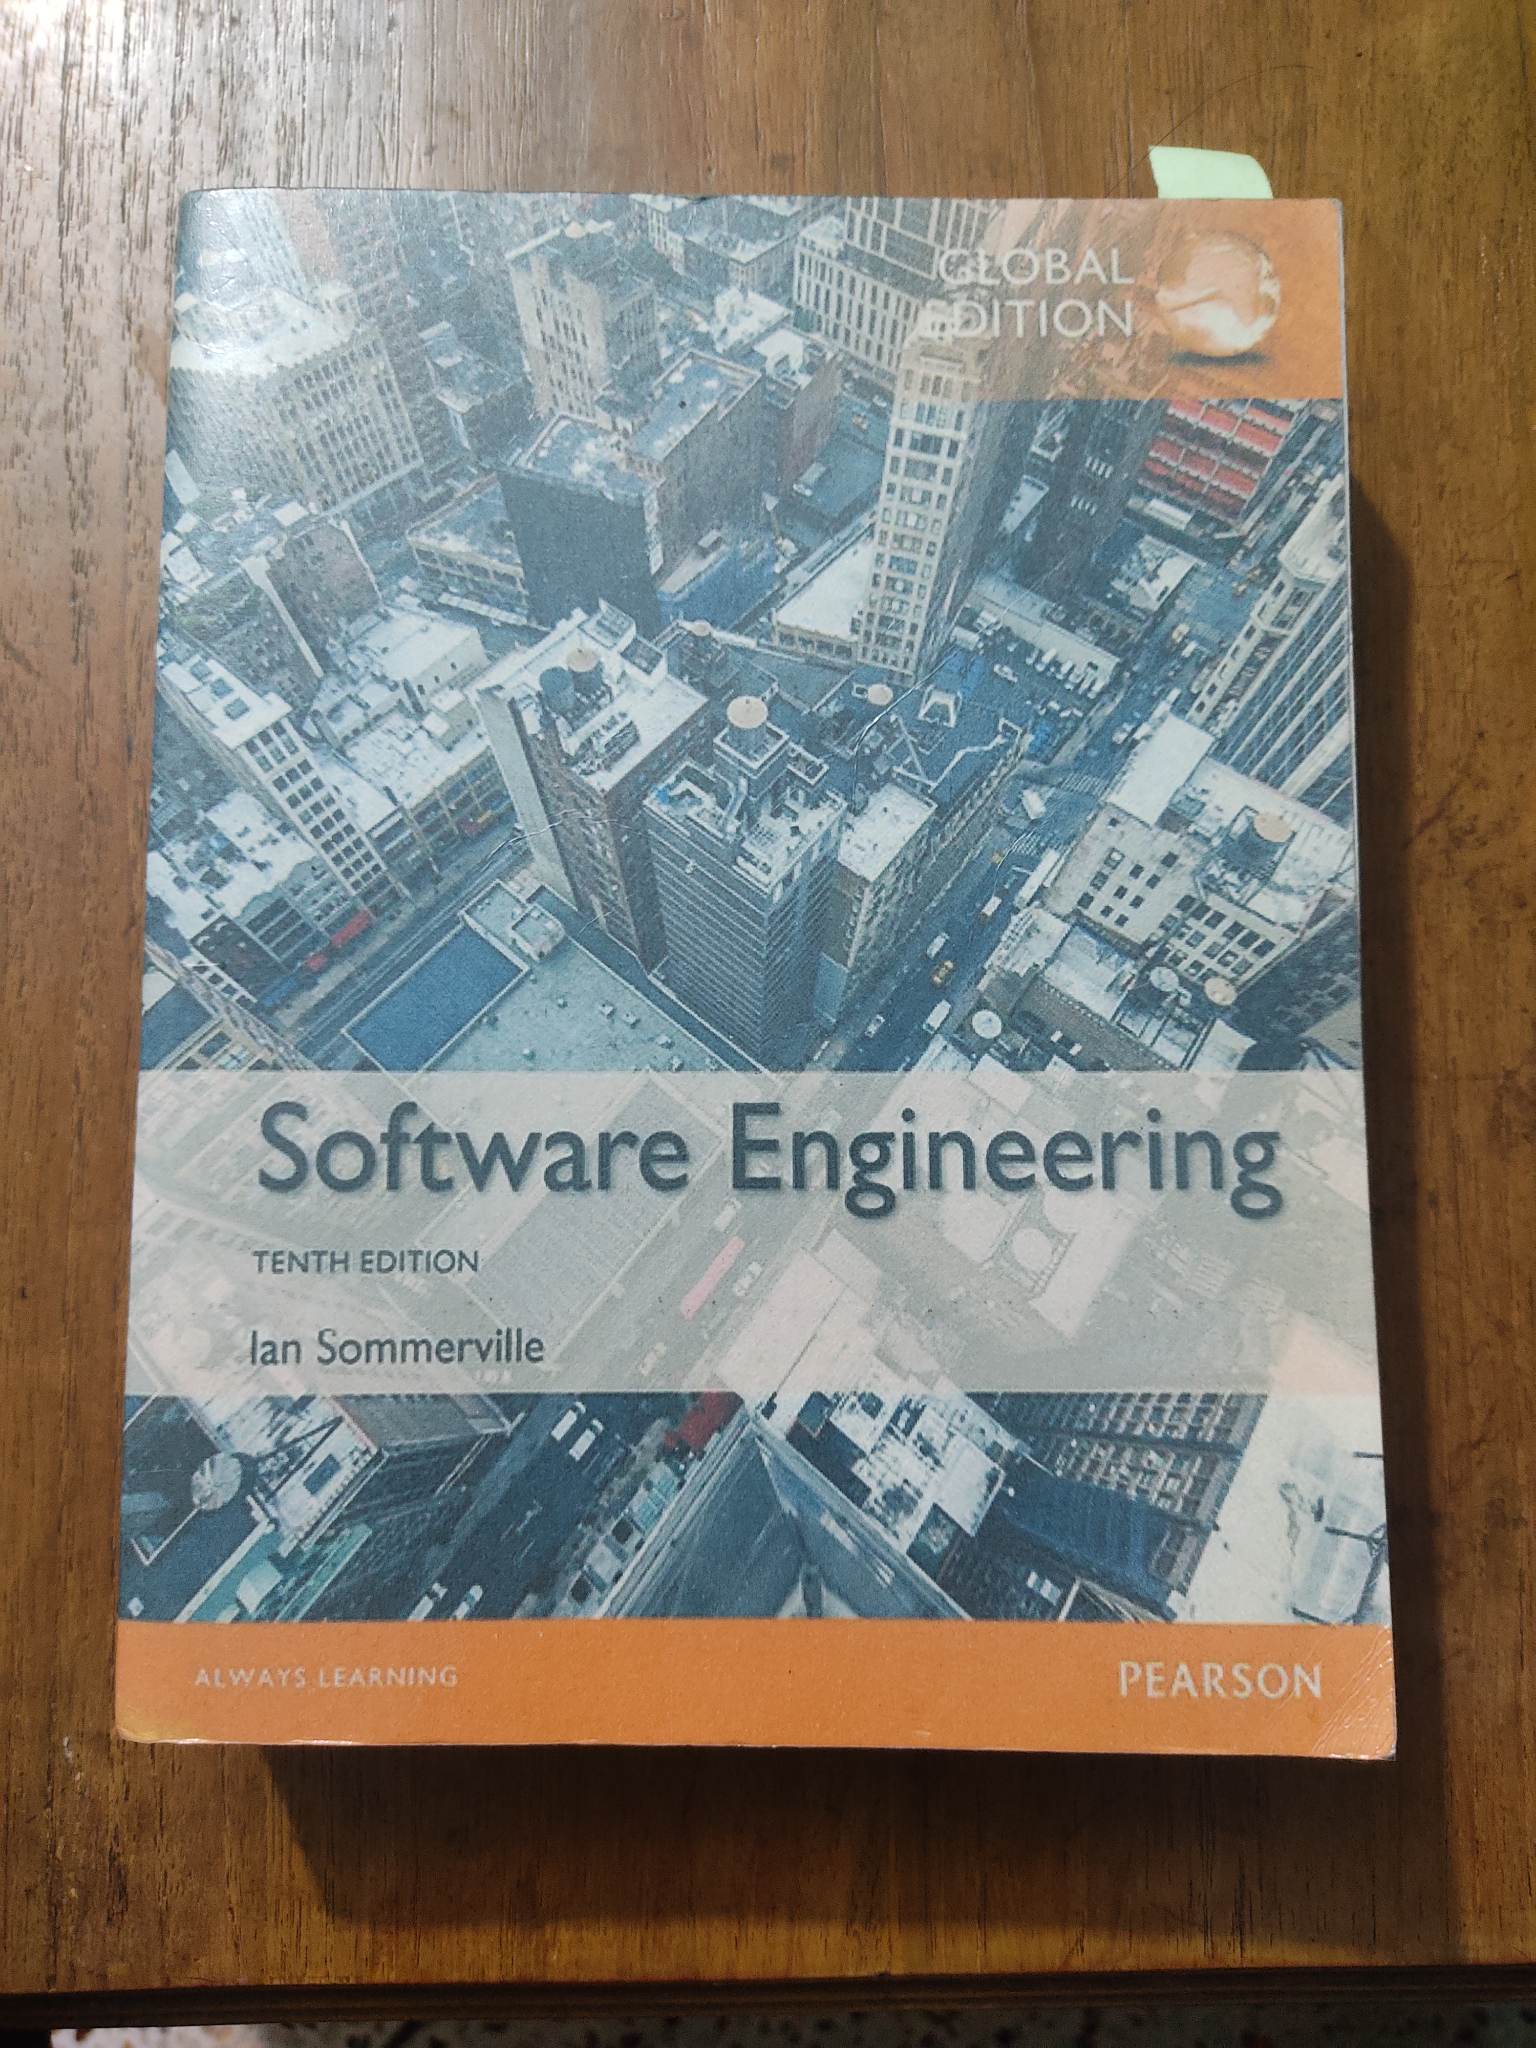 GLOBAL
EDITION
Software Engineering
TENTH EDITION
Ian Sommerville
ALWAYS LEARNING
PEARSON